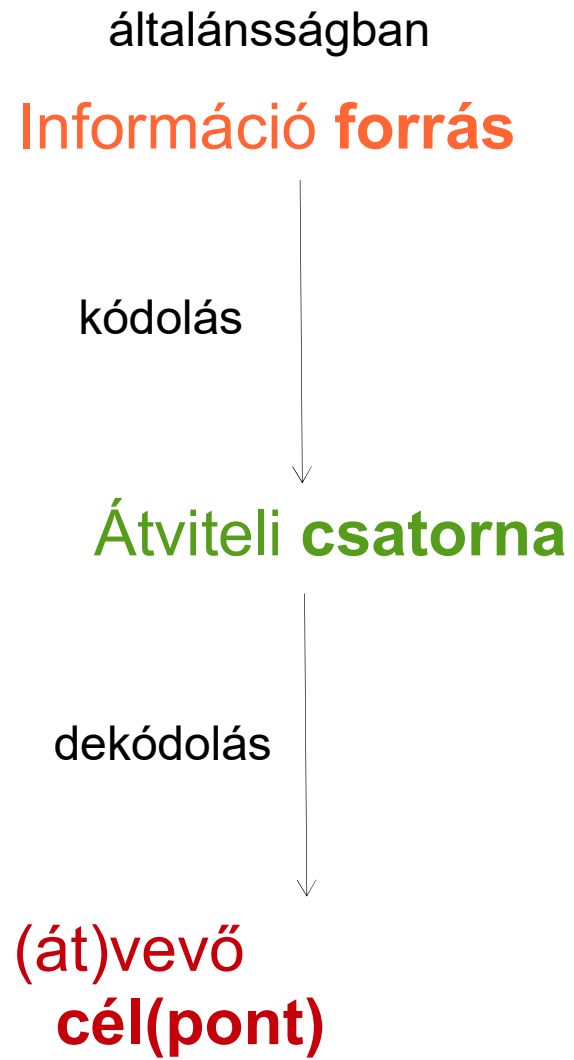 általánsságban
Információ forrás
kódolás
Átviteli csatorna
dekódolás
(át)vevő
cél(pont)